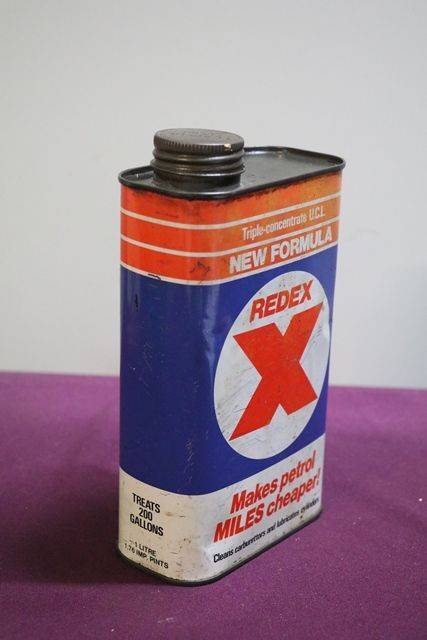 Triple-concentrate U.C.L.
NEW FORMULA
REDEX
X
Makes petrol
MILES cheaper!
Cleans carburettors and lubricates cylinders
TREATS
200
GALLONS
1 LITRE
1.76 IMP. PINTS